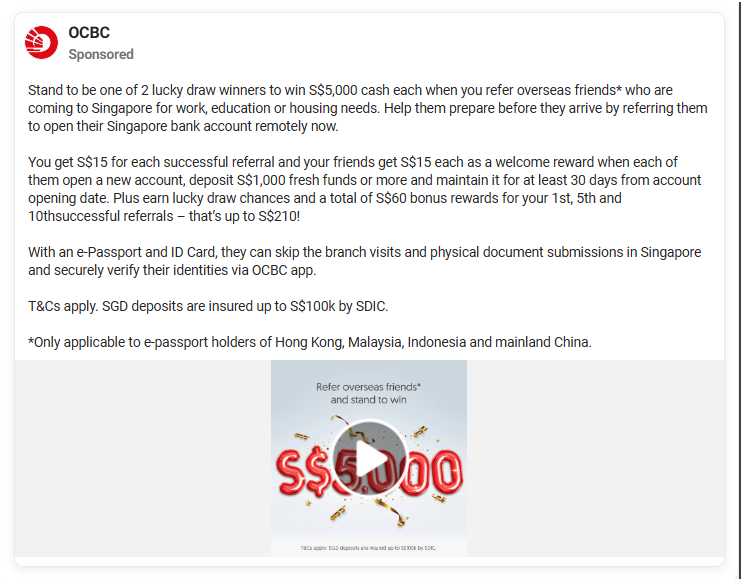 OCBC
Sponsored
Stand to be one of 2 lucky draw winners to win S$5,000 cash each when you refer overseas friends* who are
coming to Singapore for work, education or housing needs. Help them prepare before they arrive by referring them
to open their Singapore bank account remotely now.
You get S$15 for each successful referral and your friends get S$15 each as a welcome reward when each of
them open a new account, deposit S$1,000 fresh funds or more and maintain it for at least 30 days from account
opening date. Plus earn lucky draw chances and a total of S$60 bonus rewards for your 1st, 5th and
10thsuccessful referrals – that’s up to S$210!
With an e-Passport and ID Card, they can skip the branch visits and physical document submissions in Singapore
and securely verify their identities via OCBC app.
T&Cs apply. SGD deposits are insured up to S$100k by SDIC.
*Only applicable to e-passport holders of Hong Kong, Malaysia, Indonesia and mainland China.
Refer overseas friends*
and stand to win
S$5,000
T&Cs apply. SGD deposits are insured up to S$100k by SDIC.